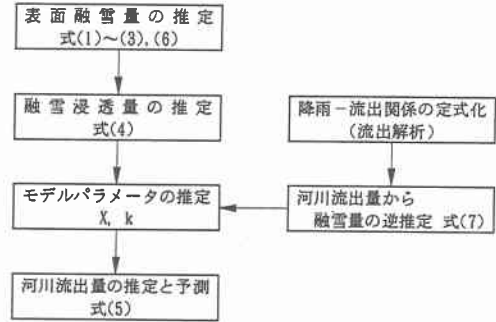 表面融雪量の推定
式(1)~(3),(6)
融雪浸透量の推定
式(4)
降雨-流出関係の定式化
(流出解析)
モデルパラメータの推定
X, k
河川流出量から
融雪量の逆推定 式(7)
河川流出量の推定と予測
式(5)